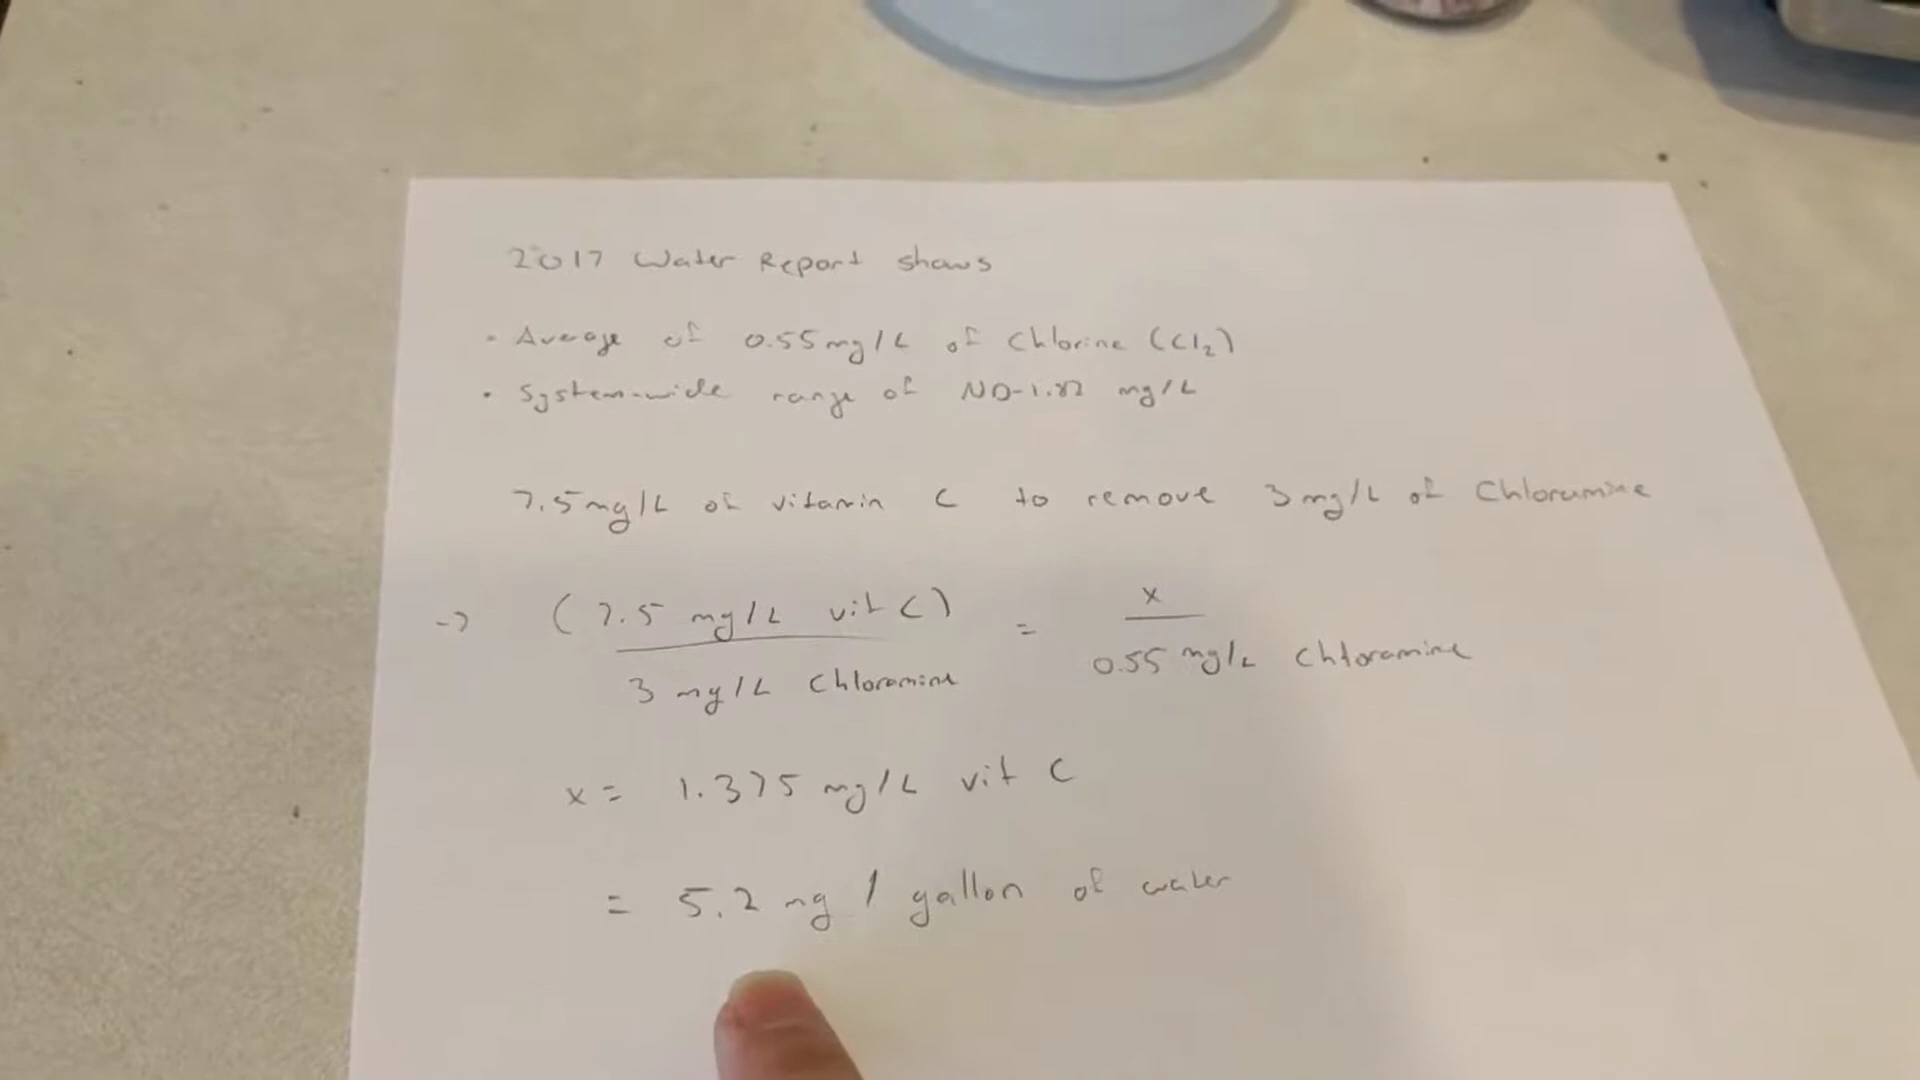 2017 Water Report shows
• Average of 0.55mg/L of Chlorine (Cl₂)
• System-wide range of ND-1.82 mg/L
7.5mg/L of vitamin C to remove 3mg/L of Chloramine
→ (7.5 mg/L vit C) = x
3 mg/L Chloramine 0.55 mg/L Chloramine
x = 1.375 mg/L vit C
= 5.2 mg / gallon of water